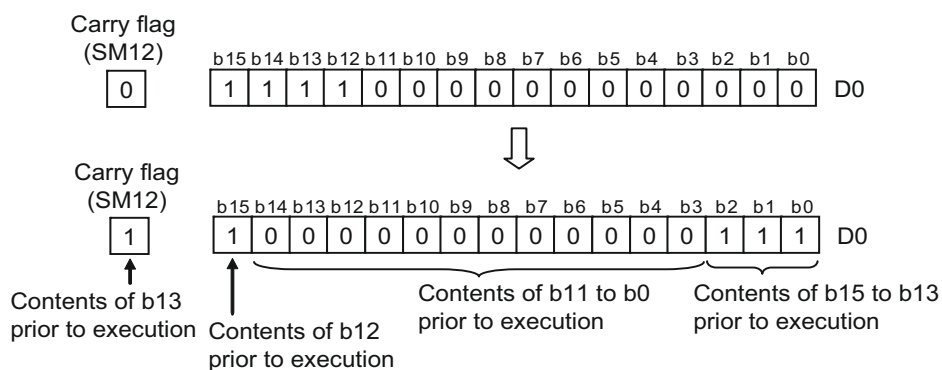 Carry flag
(SM12)
b15 b14 b13 b12 b11 b10 b9 b8 b7 b6 b5 b4 b3 b2 b1 b0
0 1 1 1 1 0 0 0 0 0 0 0 0 0 0 0 0 D0
Carry flag
(SM12)
b15 b14 b13 b12 b11 b10 b9 b8 b7 b6 b5 b4 b3 b2 b1 b0
1 1 0 0 0 0 0 0 0 0 0 0 0 0 1 1 1 D0
Contents of b13
prior to execution
Contents of b12
prior to execution
Contents of b11 to b0
prior to execution
Contents of b15 to b13
prior to execution